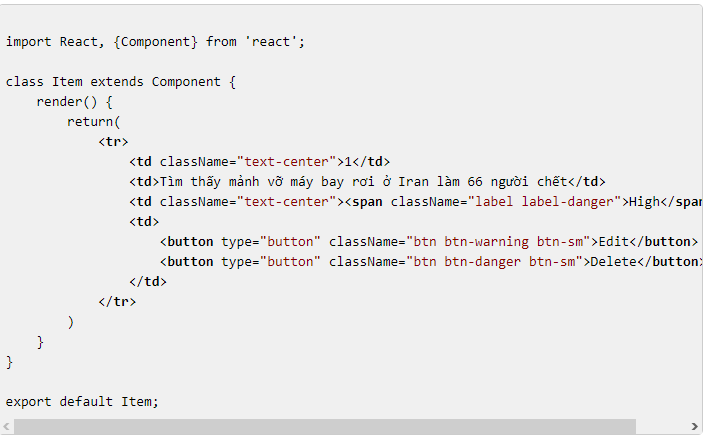 import React, {Component} from 'react';

class Item extends Component {
    render() {
        return(
            <tr>
                <td className="text-center">1</td>
                <td>Tìm thấy mảnh vỡ máy bay rơi ở Iran làm 66 người chết</td>
                <td className="text-center"><span className="label label-danger">High</span
                <td>
                    <button type="button" className="btn btn-warning btn-sm">Edit</button>
                    <button type="button" className="btn btn-danger btn-sm">Delete</button>
                </td>
            </tr>
        )
    }
}

export default Item;